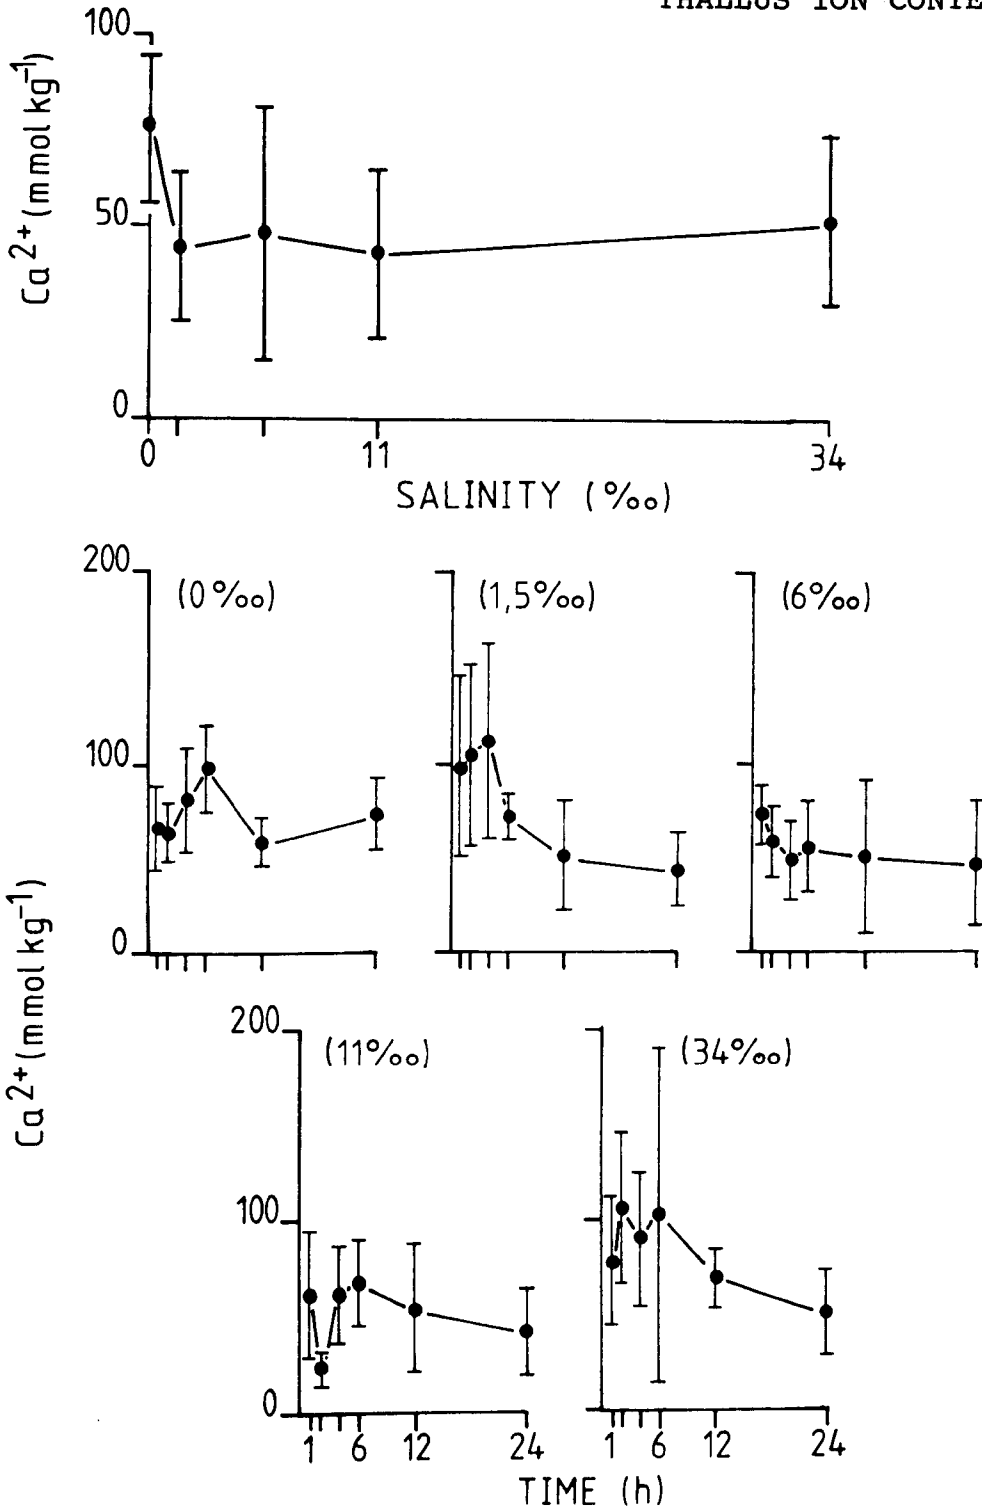 THALLUS ION CONTE
100
50
0
Ca2+ (mmol kg–1)
0 11 34
SALINITY (‰)
200
100
0
(0‰) (1,5‰) (6‰)
Ca2+ (mmol kg–1)
200
100
0
(11‰) (34‰)
1 6 12 24 1 6 12 24
TIME (h)